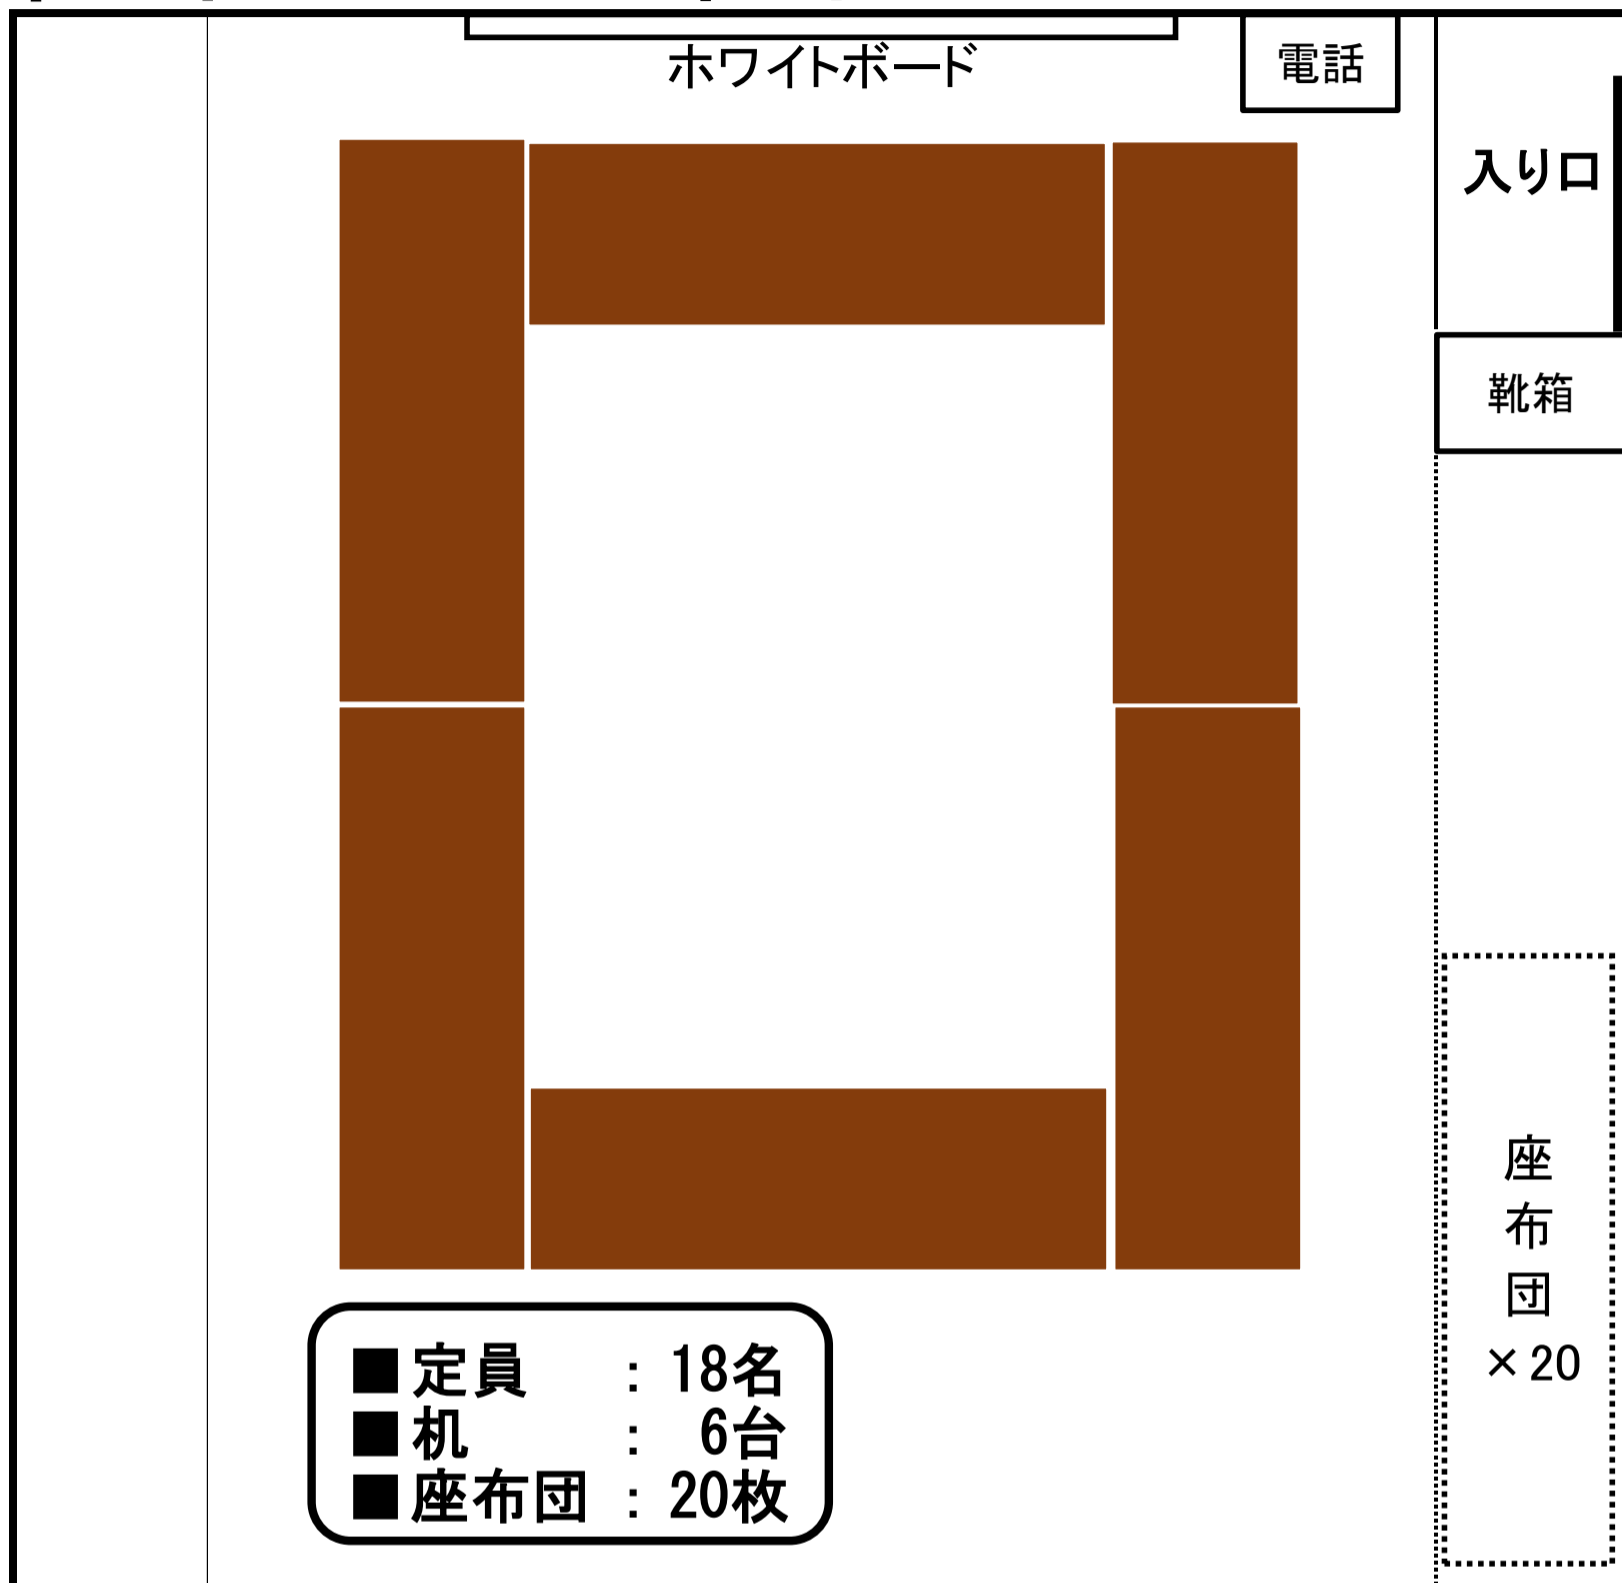 ホワイトボード
電話
入り口
靴箱
座
布
団
×20
■定員　：18名
■机　　：　6台
■座布団：20枚